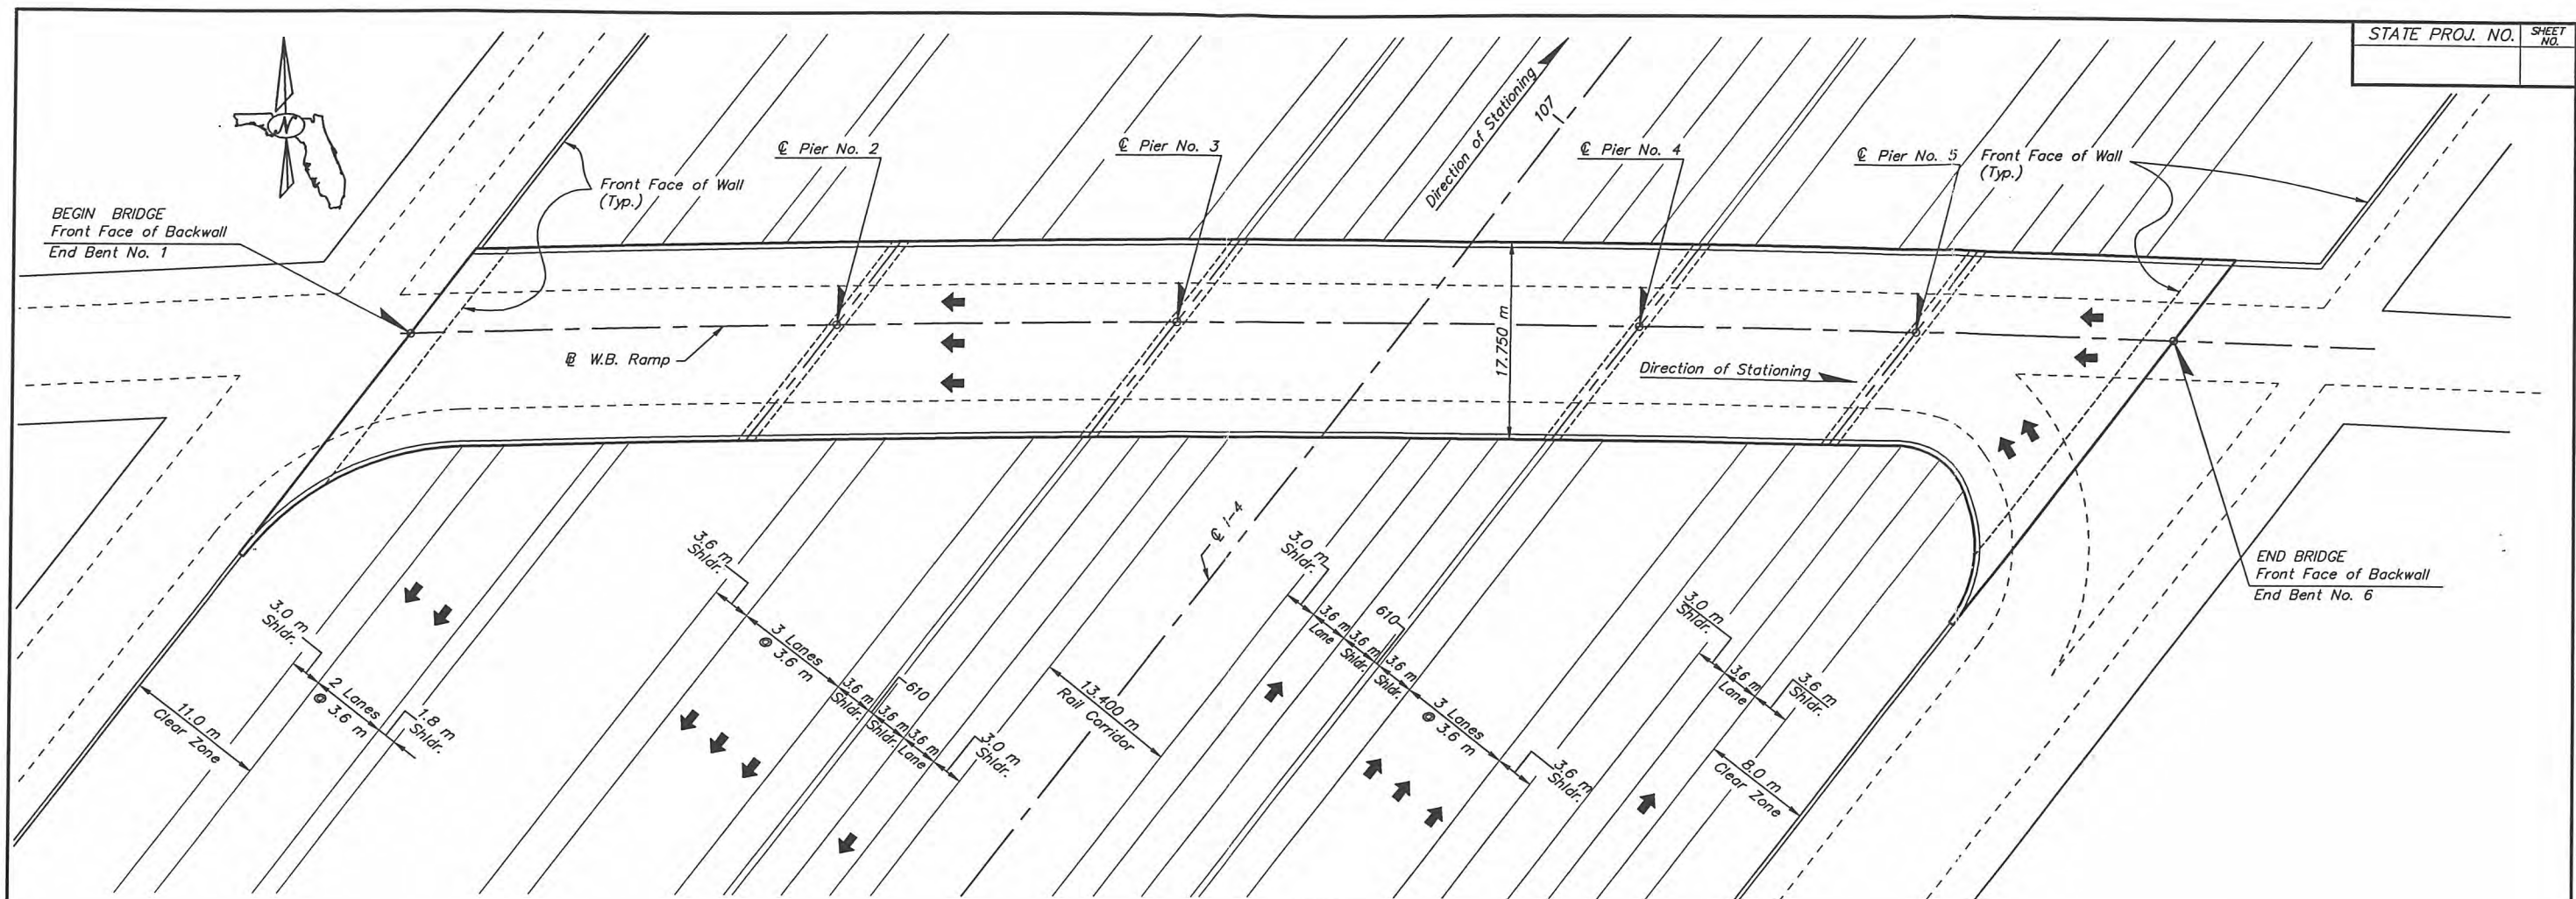 STATE PROJ. NO.
SHEET
NO.
N
BEGIN BRIDGE
Front Face of Backwall
End Bent No. 1
Front Face of Wall
(Typ.)
℄ Pier No. 2
℄ Pier No. 3
Direction of Stationing
107
℄ Pier No. 4
℄ Pier No. 5
Front Face of Wall
(Typ.)
B W.B. Ramp
17.750 m
Direction of Stationing
℄ I-4
END BRIDGE
Front Face of Backwall
End Bent No. 6
11.0 m
Clear Zone
3.0 m
Shldr.
2 Lanes
@ 3.6 m
1.8 m
Shldr.
3.6 m
Shldr.
3 Lanes
@ 3.6 m
3.6 m
Shldr.
610
3.6 m
Shldr.
3.6 m
Lane
3.0 m
Shldr.
13.400 m
Rail Corridor
3.0 m
Shldr.
3.6 m
Lane
3.6 m
Shldr.
610
3.6 m
Shldr.
3 Lanes
@ 3.6 m
3.6 m
Shldr.
3.0 m
Shldr.
3.6 m
Lane
3.6 m
Shldr.
8.0 m
Clear Zone